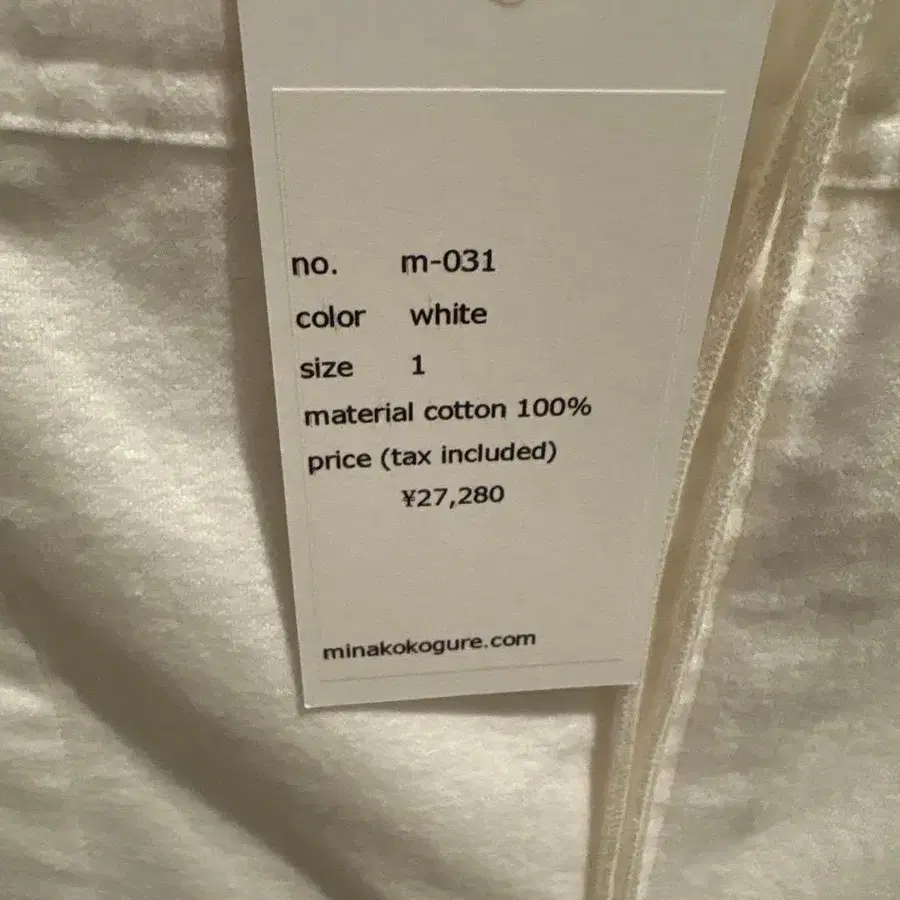 no. m-031
color white
size 1
material cotton 100%
price (tax included)
¥27,280
minakokogure.com